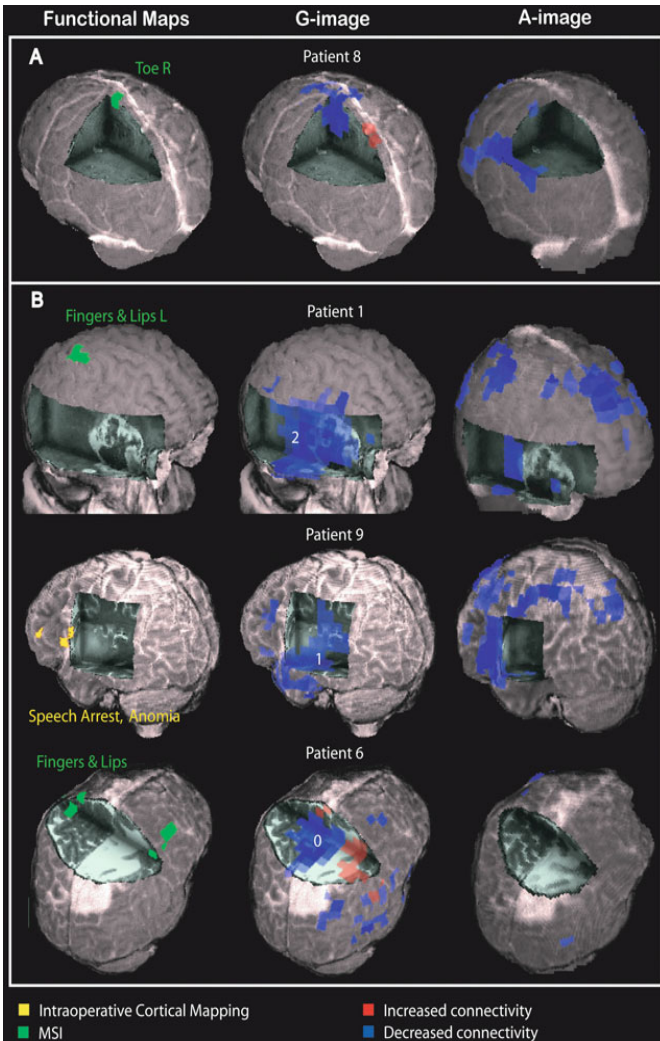 Functional Maps G-image A-image
A
Patient 8
Toe R
B
Patient 1
Fingers & Lips L
2
Patient 9
1
Speech Arrest, Anomia
Patient 6
Fingers & Lips
0
Intraoperative Cortical Mapping
Increased connectivity
MSI
Decreased connectivity